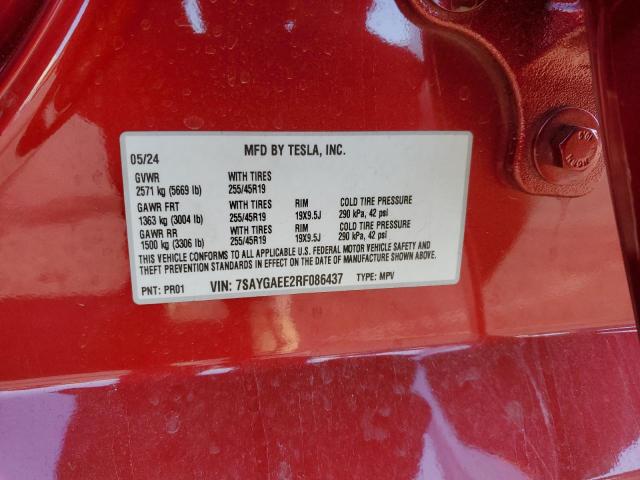 MFD BY TESLA, INC.
05/24
GVWR WITH TIRES
2571 kg (5669 lb) 255/45R19
GAWR FRT WITH TIRES RIM COLD TIRE PRESSURE
1363 kg (3004 lb) 255/45R19 19X9.5J 290 kPa, 42 psi
GAWR RR WITH TIRES RIM COLD TIRE PRESSURE
1500 kg (3306 lb) 255/45R19 19X9.5J 290 kPa, 42 psi
THIS VEHICLE CONFORMS TO ALL APPLICABLE U.S. FEDERAL MOTOR VEHICLE SAFETY AND
THEFT PREVENTION STANDARDS IN EFFECT ON THE DATE OF MANUFACTURE SHOWN ABOVE.
PNT: PR01 VIN: 7SAYGAEE2RF086437 TYPE: MPV